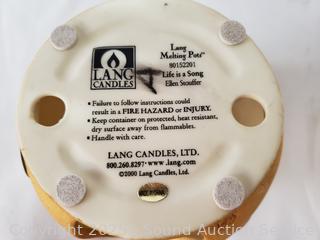 LANG
CANDLES
Lang
Melting Pots™
80152201
Life is a Song
Ellen Stouffer
• Failure to follow instructions could
result in a FIRE HAZARD or INJURY.
• Keep container on protected, heat resistant,
dry surface away from flammables.
• Handle with care.
LANG CANDLES, LTD.
800.260.8297 • www.lang.com
©2000 Lang Candles, Ltd.